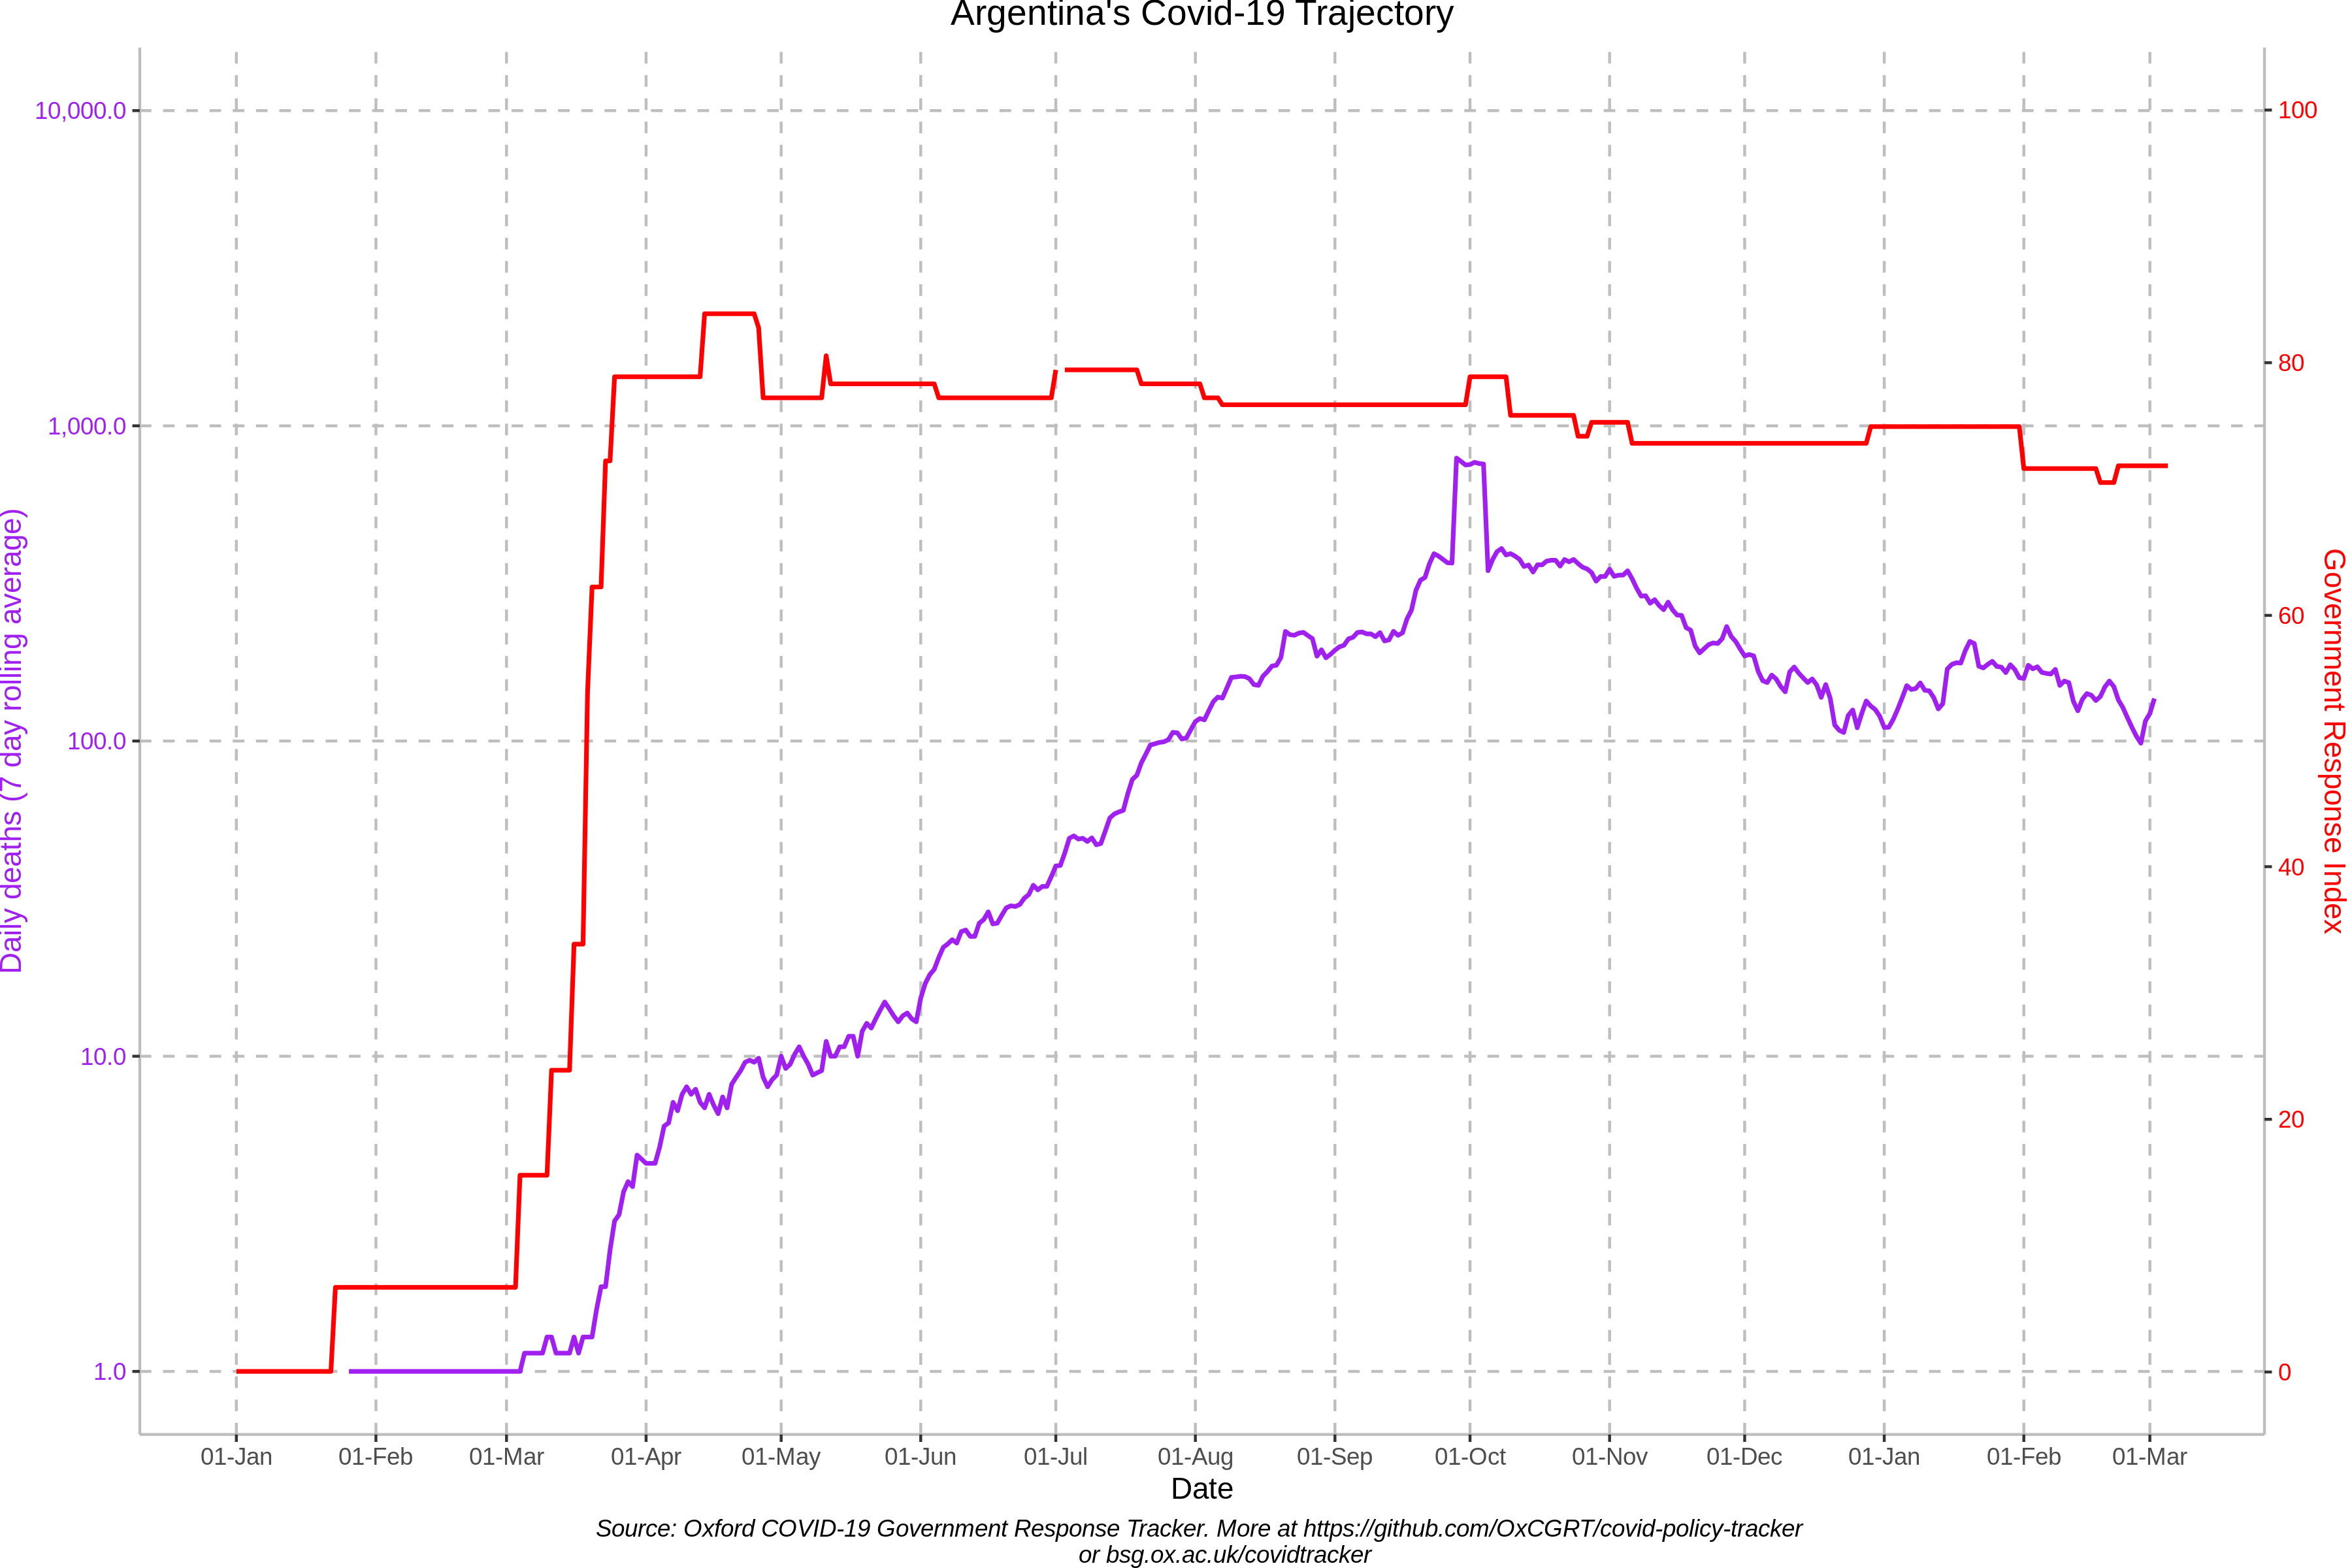 Argentina's Covid-19 Trajectory
10,000.0
1,000.0
100.0
10.0
1.0
Daily deaths (7 day rolling average)
100
80
60
40
20
0
Government Response Index
01-Jan 01-Feb 01-Mar 01-Apr 01-May 01-Jun 01-Jul 01-Aug 01-Sep 01-Oct 01-Nov 01-Dec 01-Jan 01-Feb 01-Mar
Date
Source: Oxford COVID-19 Government Response Tracker. More at https://github.com/OxCGRT/covid-policy-tracker
or bsg.ox.ac.uk/covidtracker